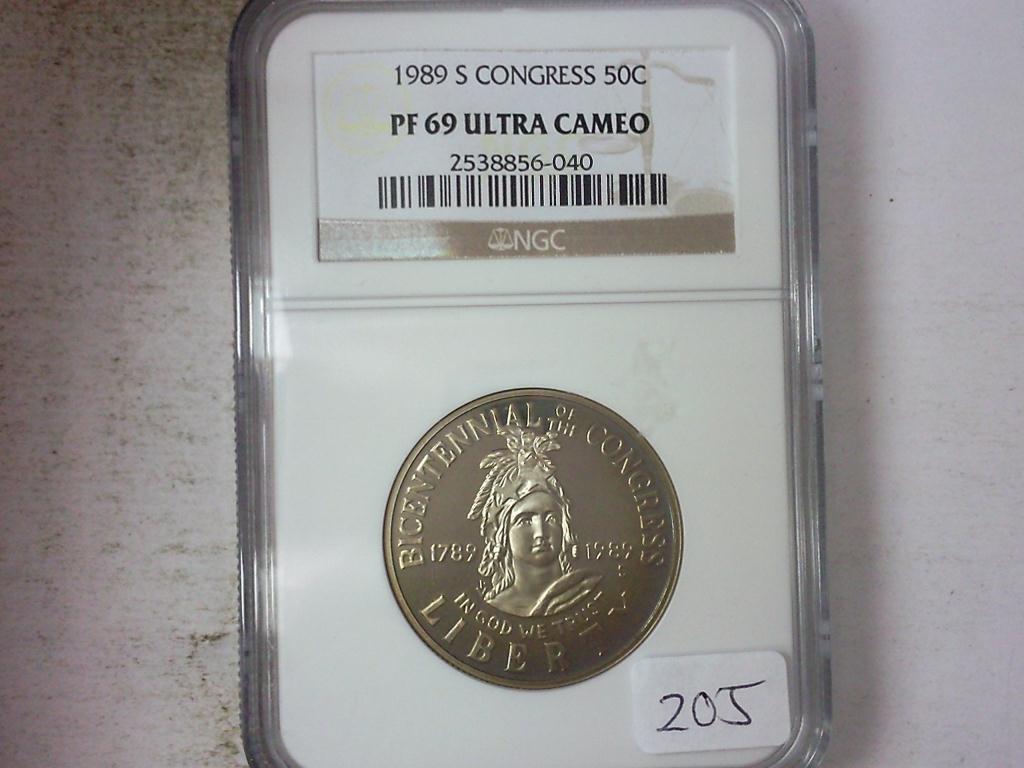 1989 S CONGRESS 50C
PF 69 ULTRA CAMEO
2538856-040
NGC
BICENTENNIAL OF THE CONGRESS
1789 1989
S
IN GOD WE TRUST
LIBERTY
205